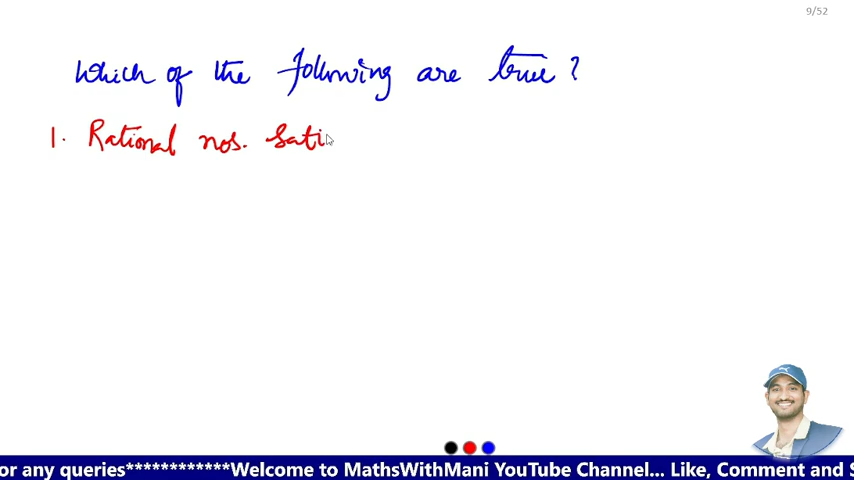 9/52
Which of the following are true?
1. Rational nos. Sati
or any queries************Welcome to MathsWithMani YouTube Channel... Like, Comment and S